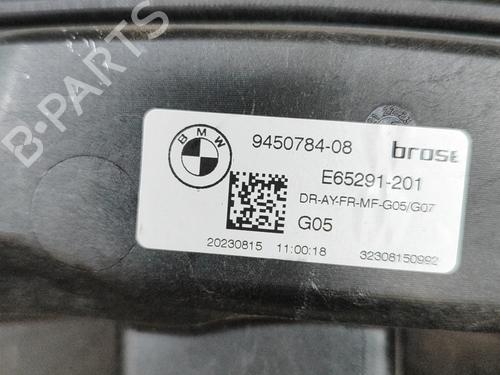 B-PARTS
BMW
9450784-08
brose
E65291-201
DR-AY-FR-MF-G05/G07
G05
20230815 11:00:18
32308150992